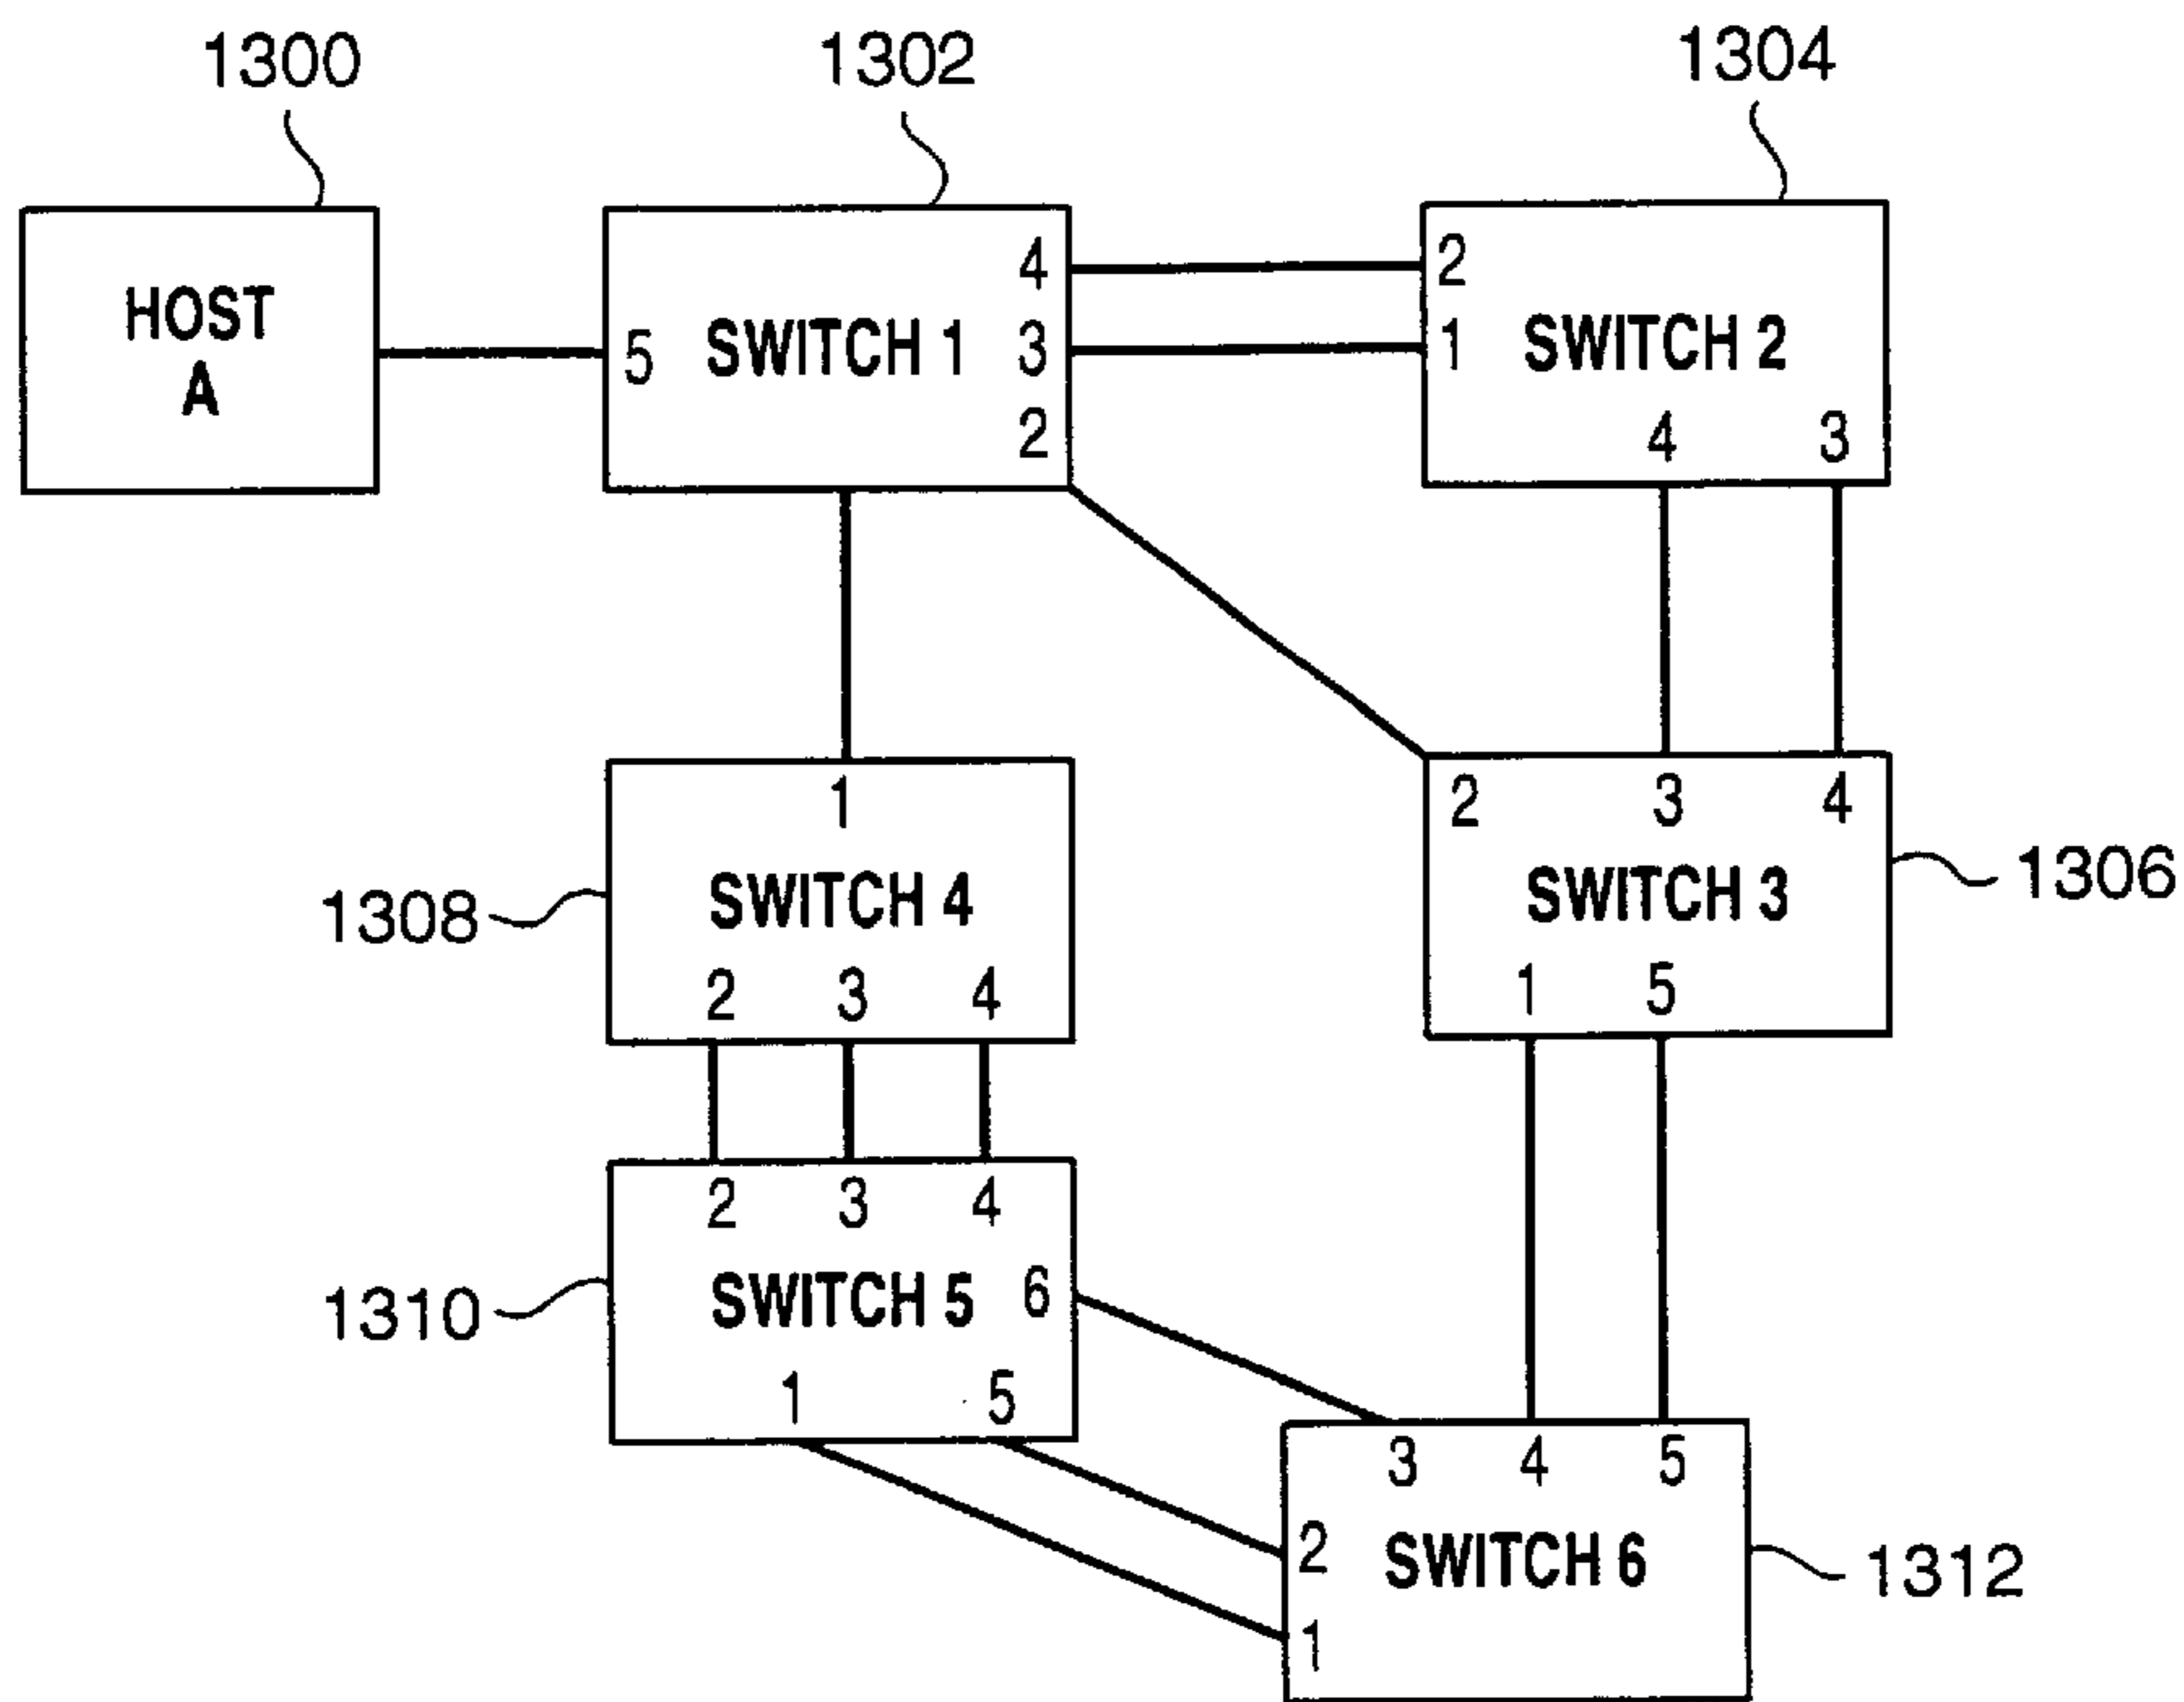 1300
1302
1304
HOST
A
5 SWITCH 1
4
3
2
2
1
SWITCH 2
4 3
1
SWITCH 4
2 3 4
1308
2 3 4
SWITCH 3
1 5
1306
2 3 4
SWITCH 5
6
1 5
1310
3 4 5
2
1
SWITCH 6
1312